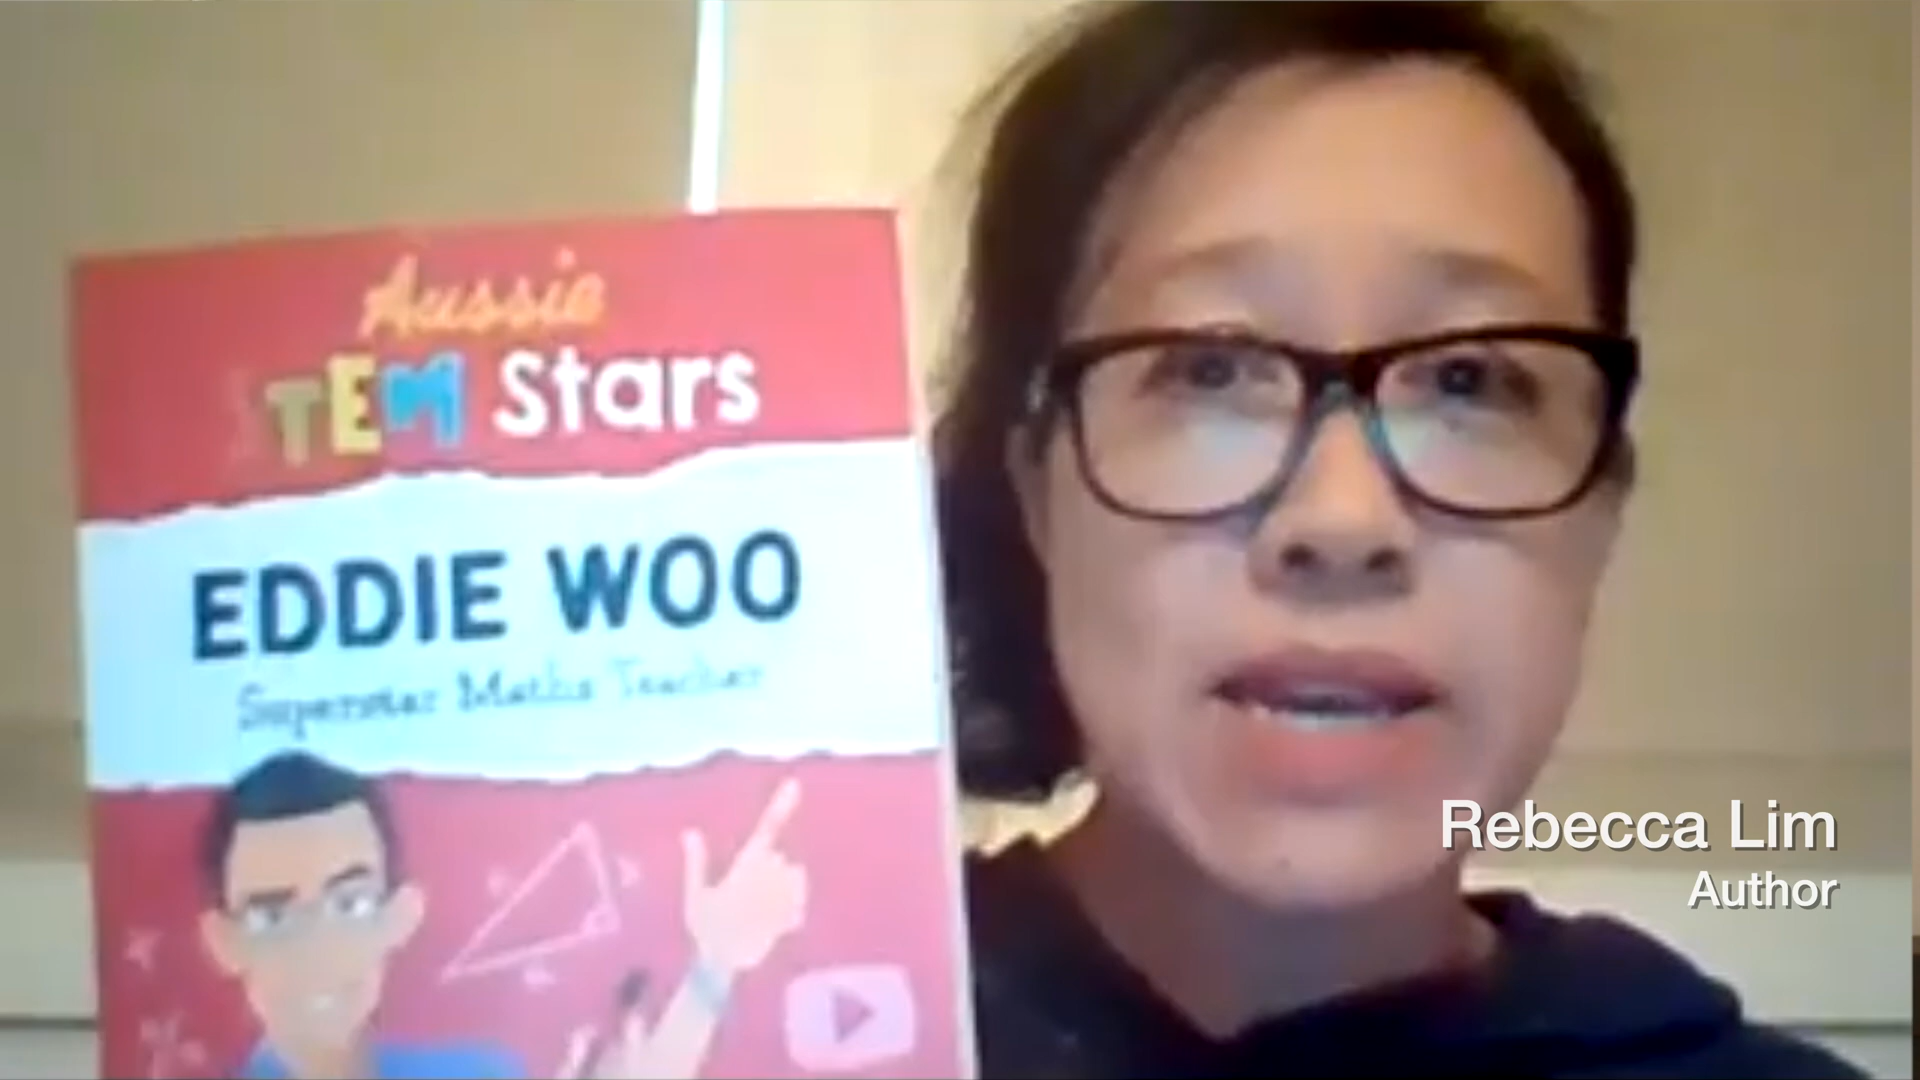 Aussie
STEM Stars
EDDIE WOO
Superstar Maths Teacher
Rebecca Lim
Author